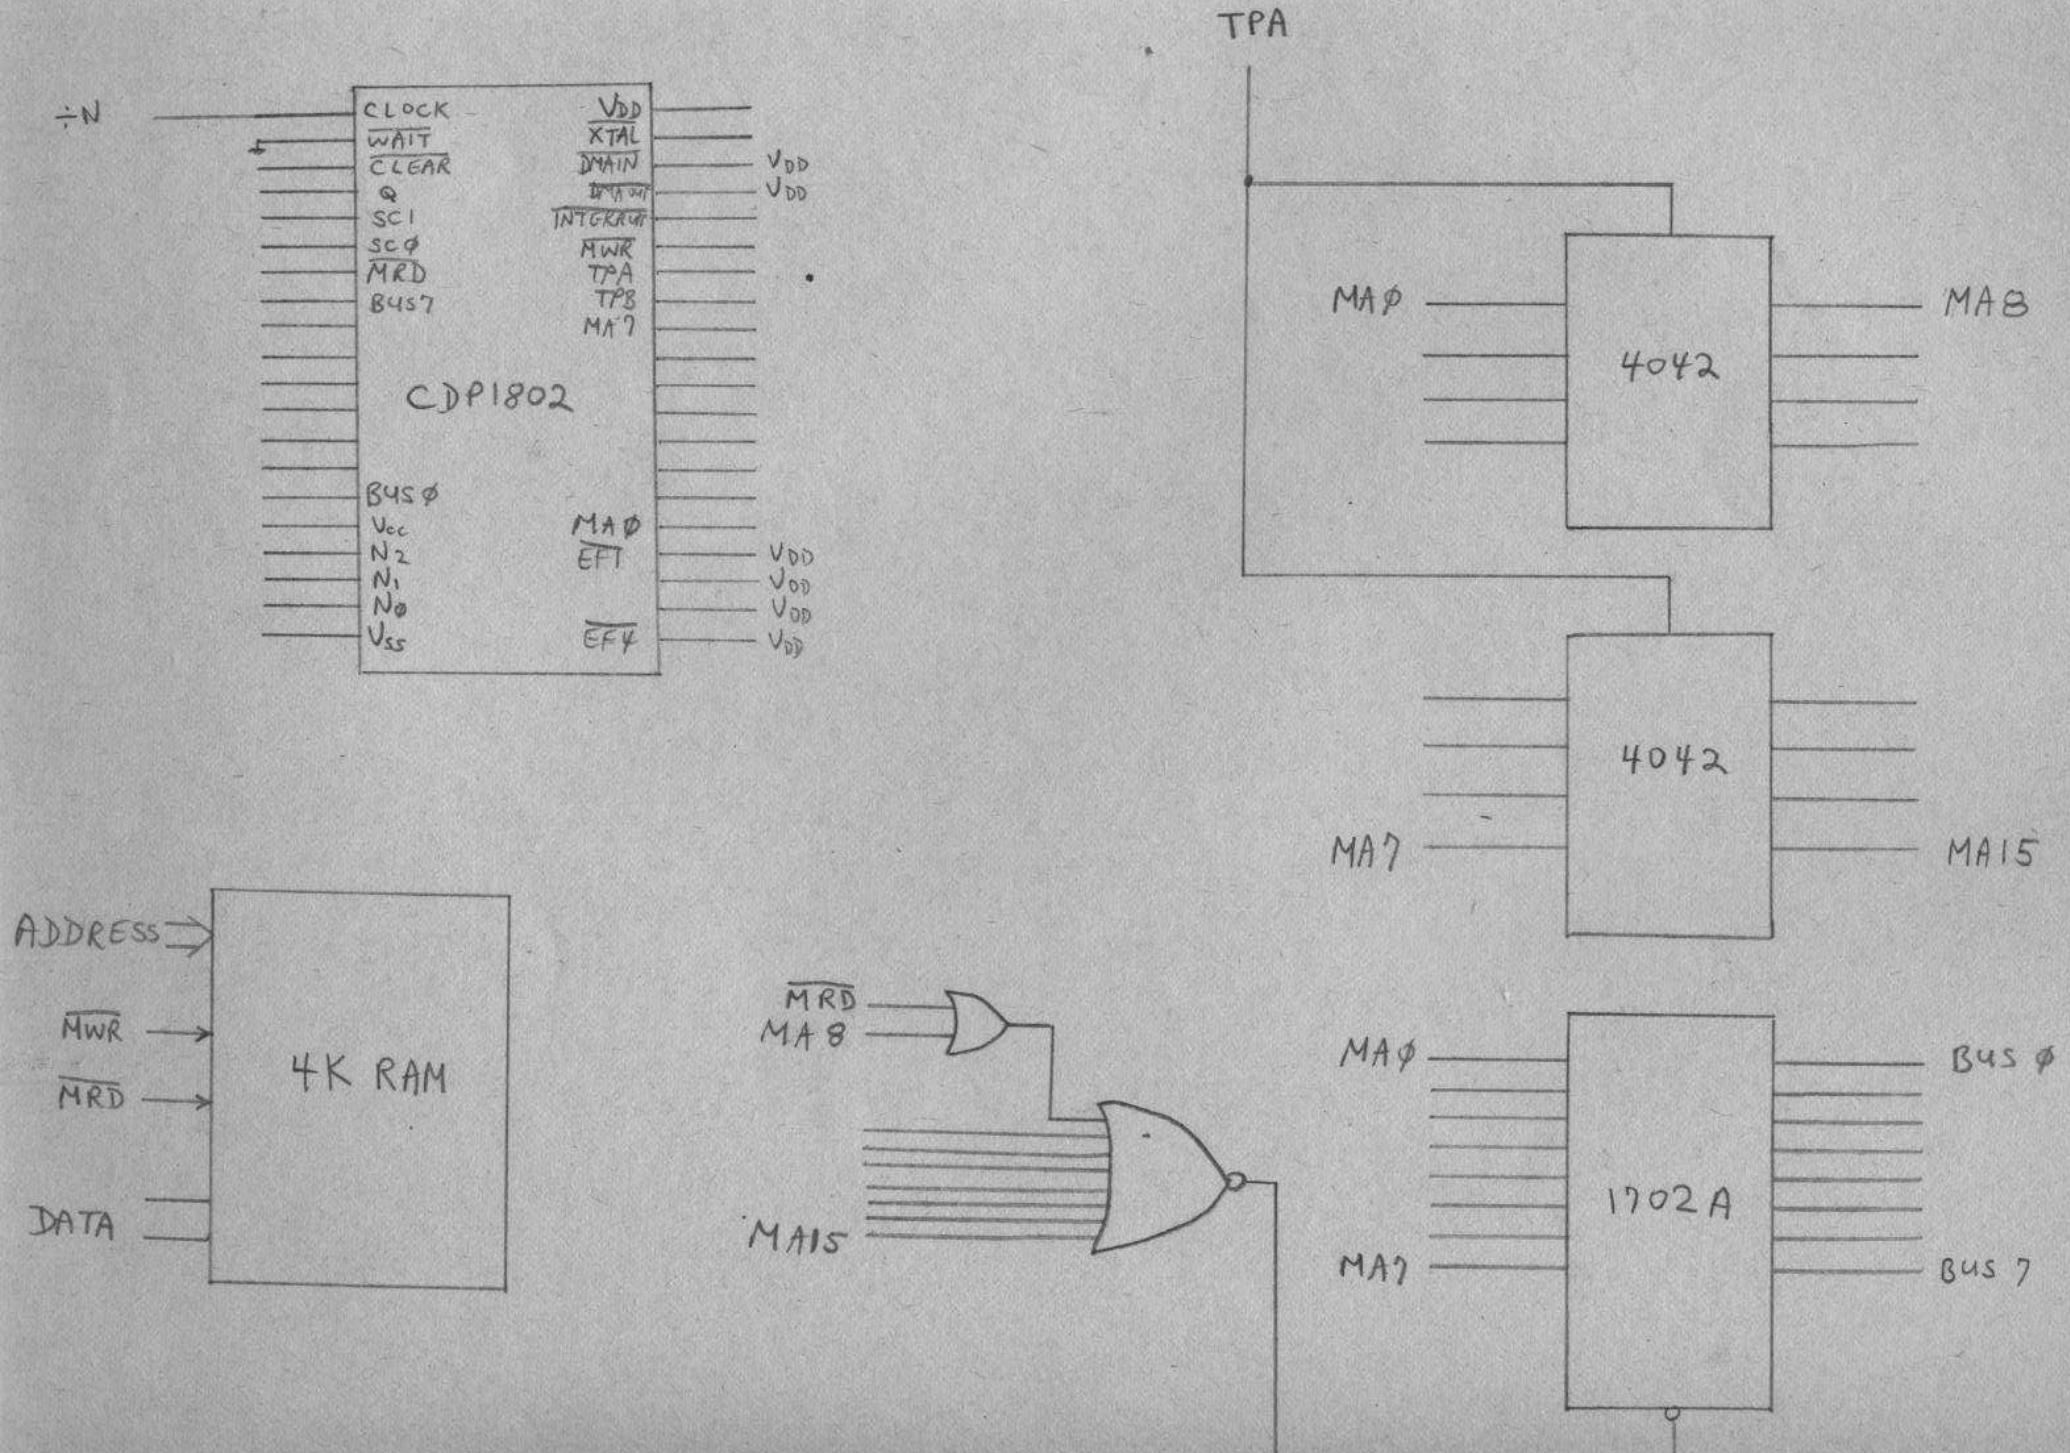 TPA
÷N
CLOCK
WAIT
CLEAR
Q
SC1
SCØ
MRD
BUS7
BUSØ
Vcc
N2
N1
NØ
Vss
CDP1802
VDD
XTAL
DMAIN
DMAOUT
INTERRUPT
MWR
TPA
TPB
MA7
MAØ
EF1
EF4
VDD
VDD
VDD
VDD
VDD
VDD
MAØ
4042
MA8
4042
MA7
MA15
ADDRESS
MWR
MRD
DATA
4K RAM
MRD
MA8
MA15
MAØ
MA7
1702A
BUS Ø
BUS 7